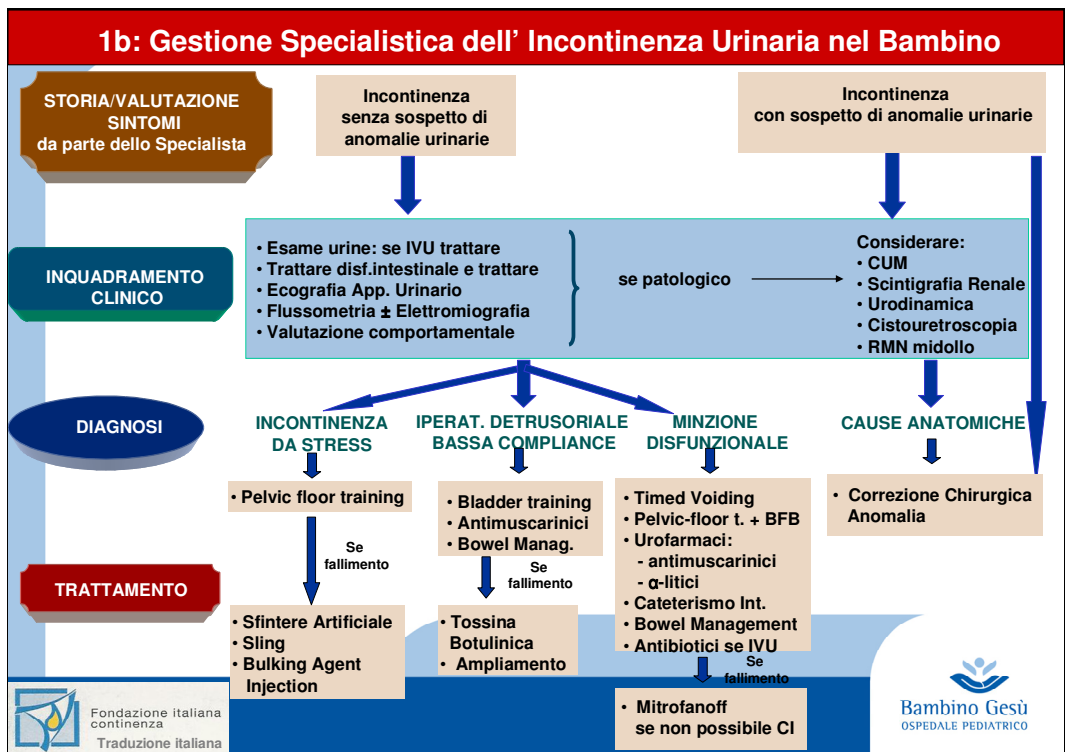 1b: Gestione Specialistica dell' Incontinenza Urinaria nel Bambino
STORIA/VALUTAZIONE
SINTOMI
da parte dello Specialista
Incontinenza
senza sospetto di
anomalie urinarie
Incontinenza
con sospetto di anomalie urinarie
INQUADRAMENTO
CLINICO
• Esame urine: se IVU trattare
• Trattare disf.intestinale e trattare
• Ecografia App. Urinario
• Flussometria ± Elettromiografia
• Valutazione comportamentale
se patologico
Considerare:
• CUM
• Scintigrafia Renale
• Urodinamica
• Cistouretroscopia
• RMN midollo
DIAGNOSI
INCONTINENZA
DA STRESS
IPERAT. DETRUSORIALE
BASSA COMPLIANCE
MINZIONE
DISFUNZIONALE
CAUSE ANATOMICHE
TRATTAMENTO
• Pelvic floor training
Se
fallimento
• Sfintere Artificiale
• Sling
• Bulking Agent
Injection
• Bladder training
• Antimuscarinici
• Bowel Manag.
Se
fallimento
• Tossina
Botulinica
• Ampliamento
• Timed Voiding
• Pelvic-floor t. + BFB
• Urofarmaci:
- antimuscarinici
- α-litici
• Cateterismo Int.
• Bowel Management
• Antibiotici se IVU
Se
fallimento
• Mitrofanoff
se non possibile CI
• Correzione Chirurgica
Anomalia
Fondazione italiana
continenza
Traduzione italiana
Bambino Gesù
OSPEDALE PEDIATRICO